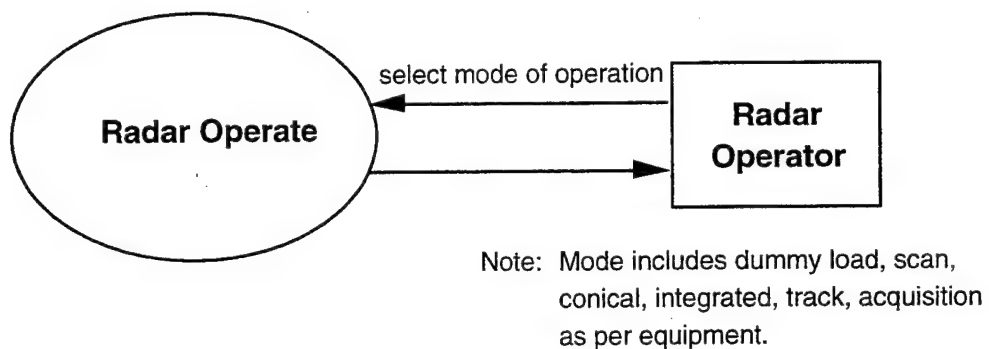 select mode of operation
Radar Operate
Radar
Operator
Note: Mode includes dummy load, scan,
conical, integrated, track, acquisition
as per equipment.